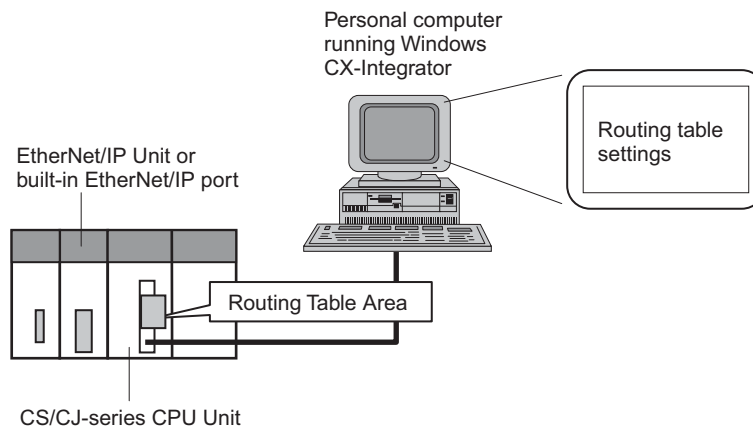 Personal computer
running Windows
CX-Integrator
Routing table
settings
EtherNet/IP Unit or
built-in EtherNet/IP port
Routing Table Area
CS/CJ-series CPU Unit